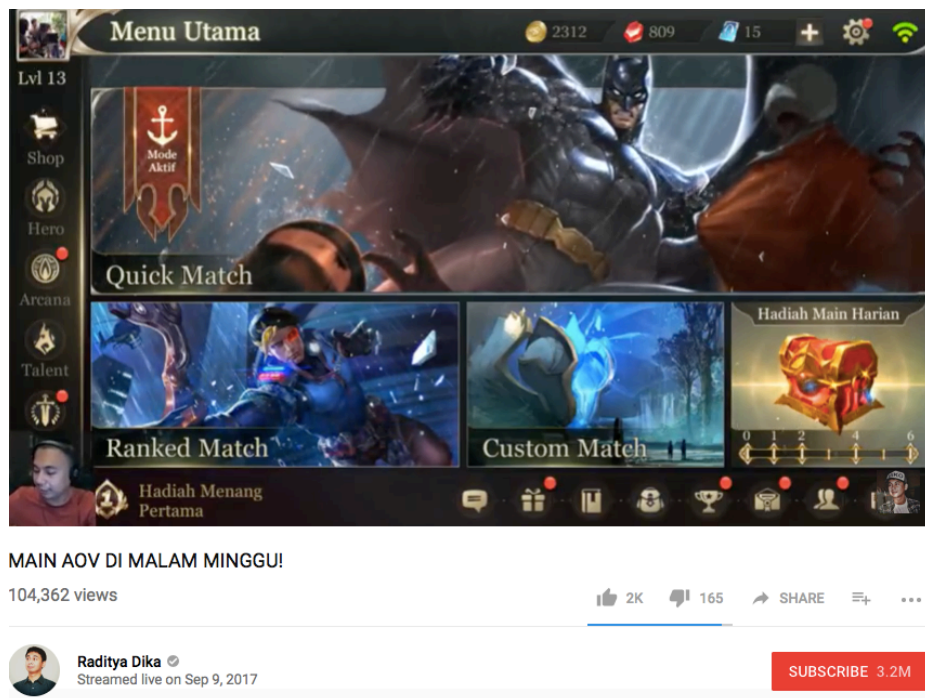 Menu Utama
2312
809
15
Lvl 13
Shop
Hero
Arcana
Talent
Mode
Aktif
Quick Match
Ranked Match
Custom Match
Hadiah Main Harian
0 1 2 4 6
1
Hadiah Menang
Pertama
MAIN AOV DI MALAM MINGGU!
104,362 views
2K
165
SHARE
Raditya Dika
Streamed live on Sep 9, 2017
SUBSCRIBE 3.2M